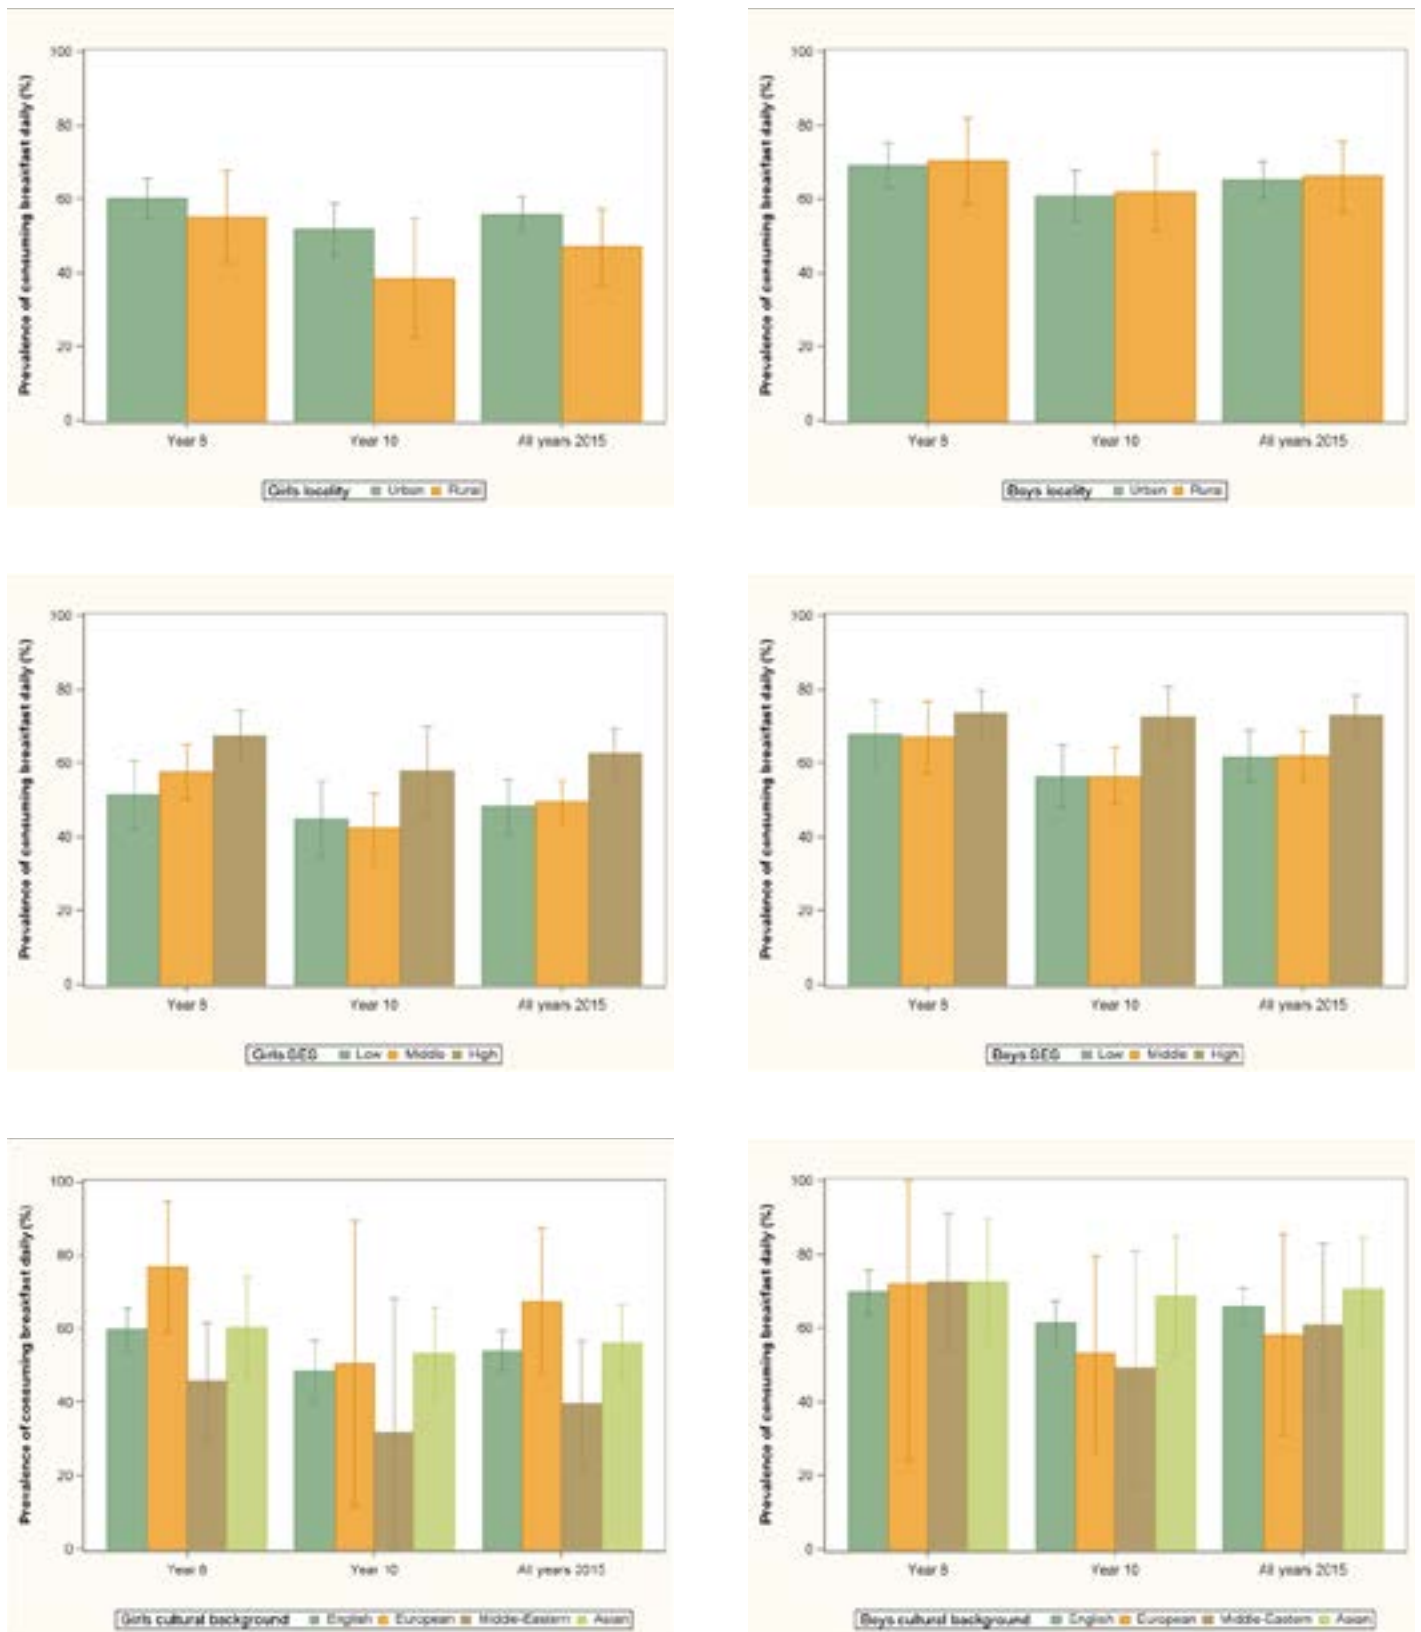 Prevalence of consuming breakfast daily (%)
100
80
60
40
20
0
Year 8 Year 10 All years 2015
Girls locality Urban Rural
Prevalence of consuming breakfast daily (%)
100
80
60
40
20
0
Year 8 Year 10 All years 2015
Boys locality Urban Rural
Prevalence of consuming breakfast daily (%)
100
80
60
40
20
0
Year 8 Year 10 All years 2015
Girls SES Low Middle High
Prevalence of consuming breakfast daily (%)
100
80
60
40
20
0
Year 8 Year 10 All years 2015
Boys SES Low Middle High
Prevalence of consuming breakfast daily (%)
100
80
60
40
20
0
Year 8 Year 10 All years 2015
Girls cultural background English European Middle-Eastern Asian
Prevalence of consuming breakfast daily (%)
100
80
60
40
20
0
Year 8 Year 10 All years 2015
Boys cultural background English European Middle-Eastern Asian